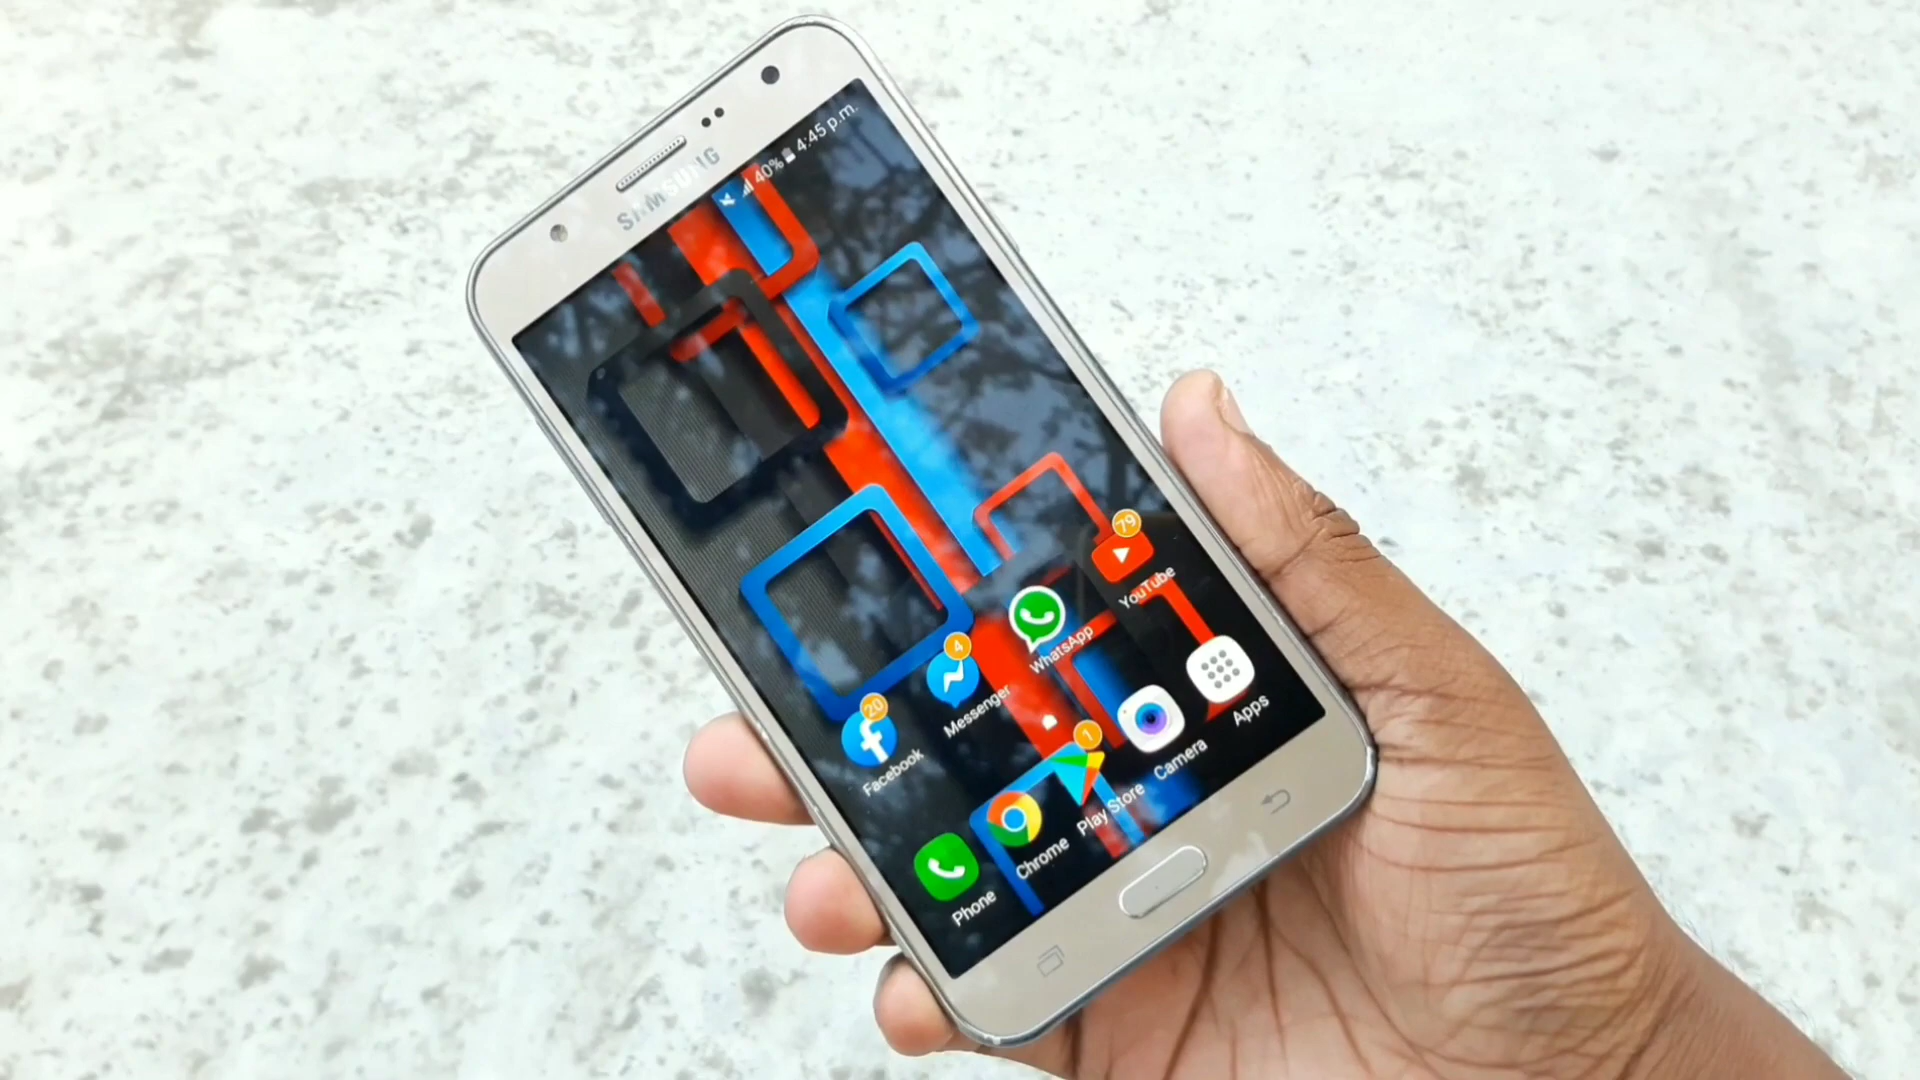 SAMSUNG
40% 4:45 p.m.
79
YouTube
WhatsApp
4
Messenger
20
Facebook
Apps
Camera
1
Play Store
Chrome
Phone